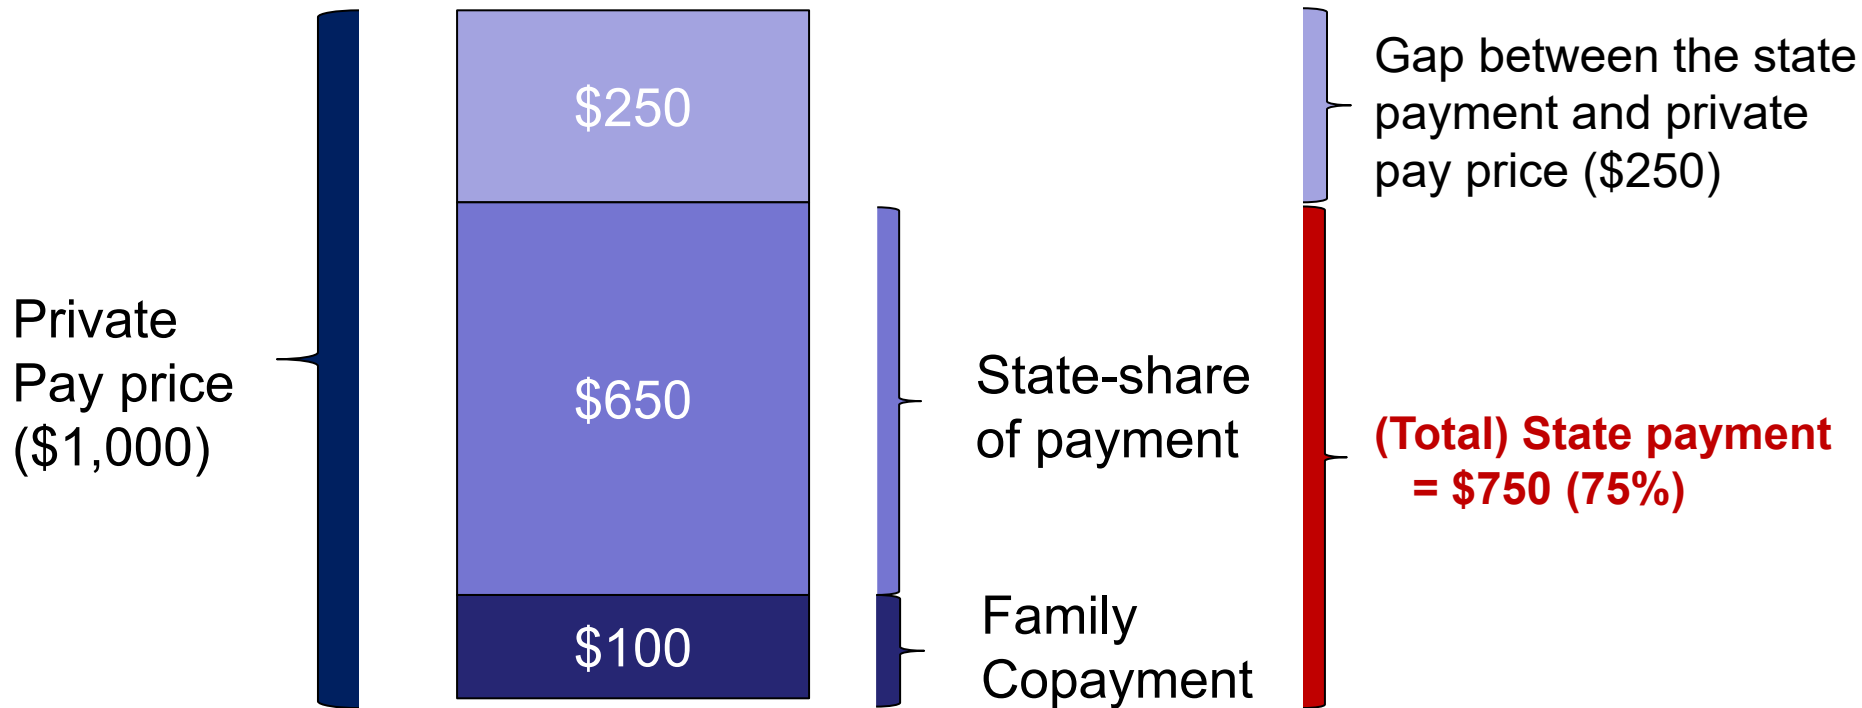 Private
Pay price
($1,000)
$250
$650
$100
State-share
of payment
Family
Copayment
Gap between the state
payment and private
pay price ($250)
(Total) State payment
= $750 (75%)